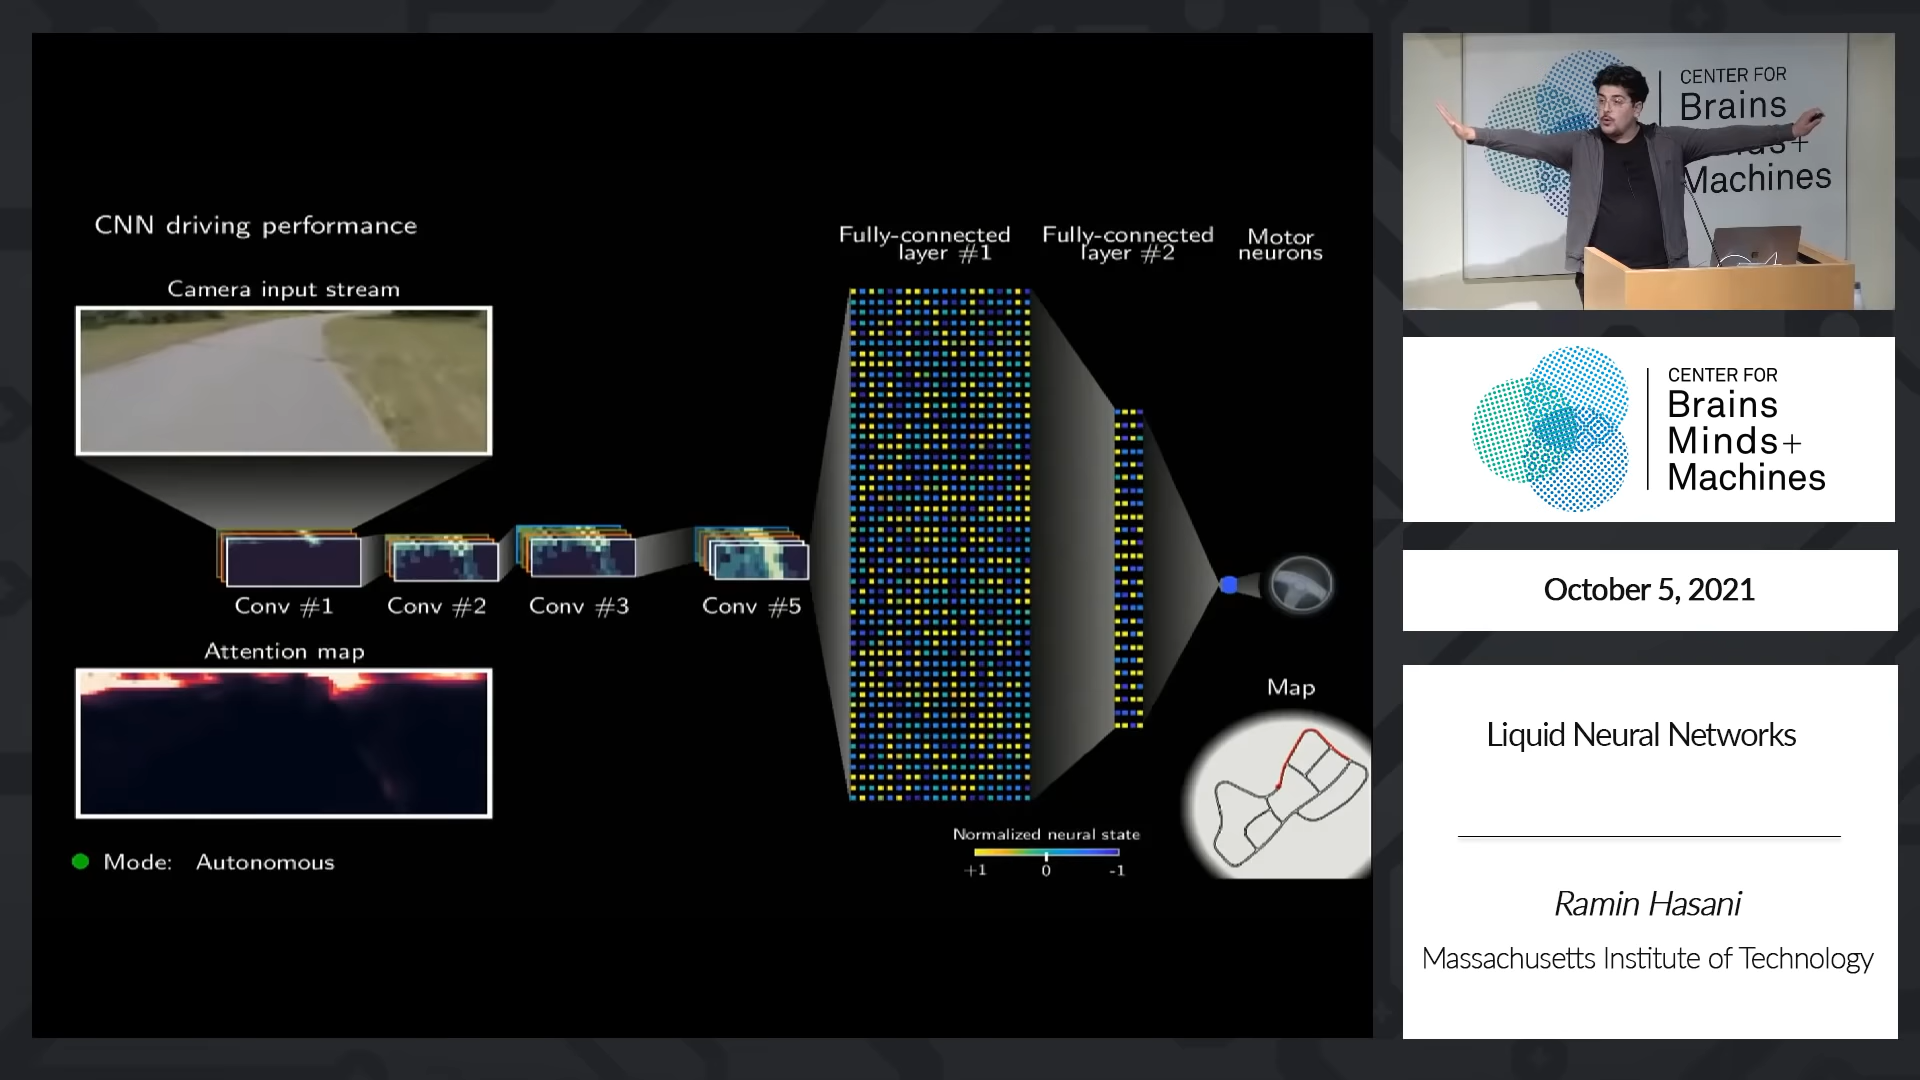 CNN driving performance
Camera input stream
Conv #1
Conv #2
Conv #3
Conv #5
Attention map
Mode: Autonomous
Fully-connected
layer #1
Fully-connected
layer #2
Motor
neurons
Map
Normalized neural state
+1
0
-1
CENTER FOR
Brains
Machines
CENTER FOR
Brains
Minds+
Machines
October 5, 2021
Liquid Neural Networks
Ramin Hasani
Massachusetts Institute of Technology